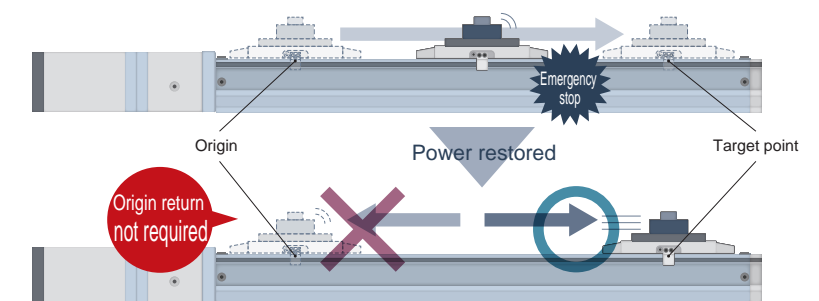 Emergency
stop
Origin
Target point
Power restored
Origin return
not required